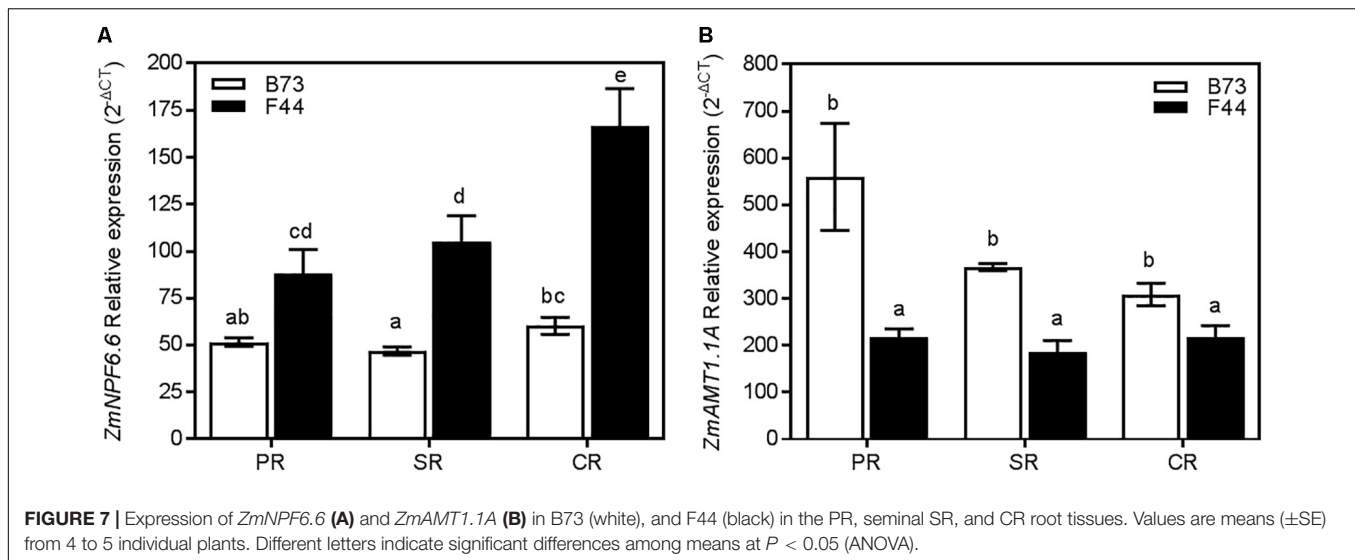 A
ZmNPF6.6 Relative expression (2-ΔCT)
200
175
150
125
100
75
50
25
0
B73
F44
ab
cd
a
d
bc
e
PR
SR
CR
B
ZmAMT1.1A Relative expression (2-ΔCT)
800
700
600
500
400
300
200
100
0
B73
F44
b
a
b
a
b
a
PR
SR
CR
FIGURE 7 | Expression of ZmNPF6.6 (A) and ZmAMT1.1A (B) in B73 (white), and F44 (black) in the PR, seminal SR, and CR root tissues. Values are means (±SE)
from 4 to 5 individual plants. Different letters indicate significant differences among means at P < 0.05 (ANOVA).